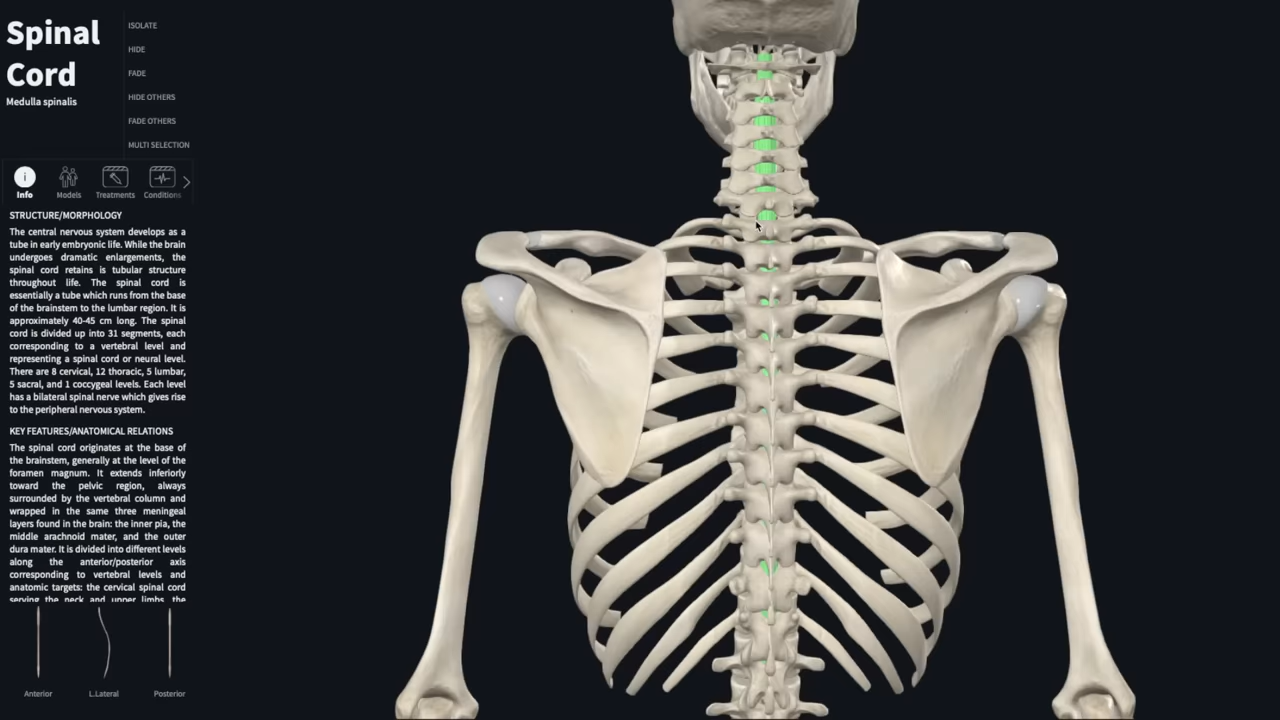 Spinal
Cord
Medulla spinalis
ISOLATE
HIDE
FADE
HIDE OTHERS
FADE OTHERS
MULTI SELECTION
Info
Models
Treatments
Conditions
STRUCTURE/MORPHOLOGY
The central nervous system develops as a
tube in early embryonic life. While the brain
undergoes dramatic enlargements, the
spinal cord retains is tubular structure
throughout life. The spinal cord is
essentially a tube which runs from the base
of the brainstem to the lumbar region. It is
approximately 40-45 cm long. The spinal
cord is divided up into 31 segments, each
corresponding to a vertebral level and
representing a spinal cord or neural level.
There are 8 cervical, 12 thoracic, 5 lumbar,
5 sacral, and 1 coccygeal levels. Each level
has a bilateral spinal nerve which gives rise
to the peripheral nervous system.
KEY FEATURES/ANATOMICAL RELATIONS
The spinal cord originates at the base of
the brainstem, generally at the level of the
foramen magnum. It extends inferiorly
toward the pelvic region, always
surrounded by the vertebral column and
wrapped in the same three meningeal
layers found in the brain: the inner pia, the
middle arachnoid mater, and the outer
dura mater. It is divided into different levels
along the anterior/posterior axis
corresponding to vertebral levels and
anatomic targets: the cervical spinal cord
serving the neck and upper limbs, the
Anterior
L.Lateral
Posterior